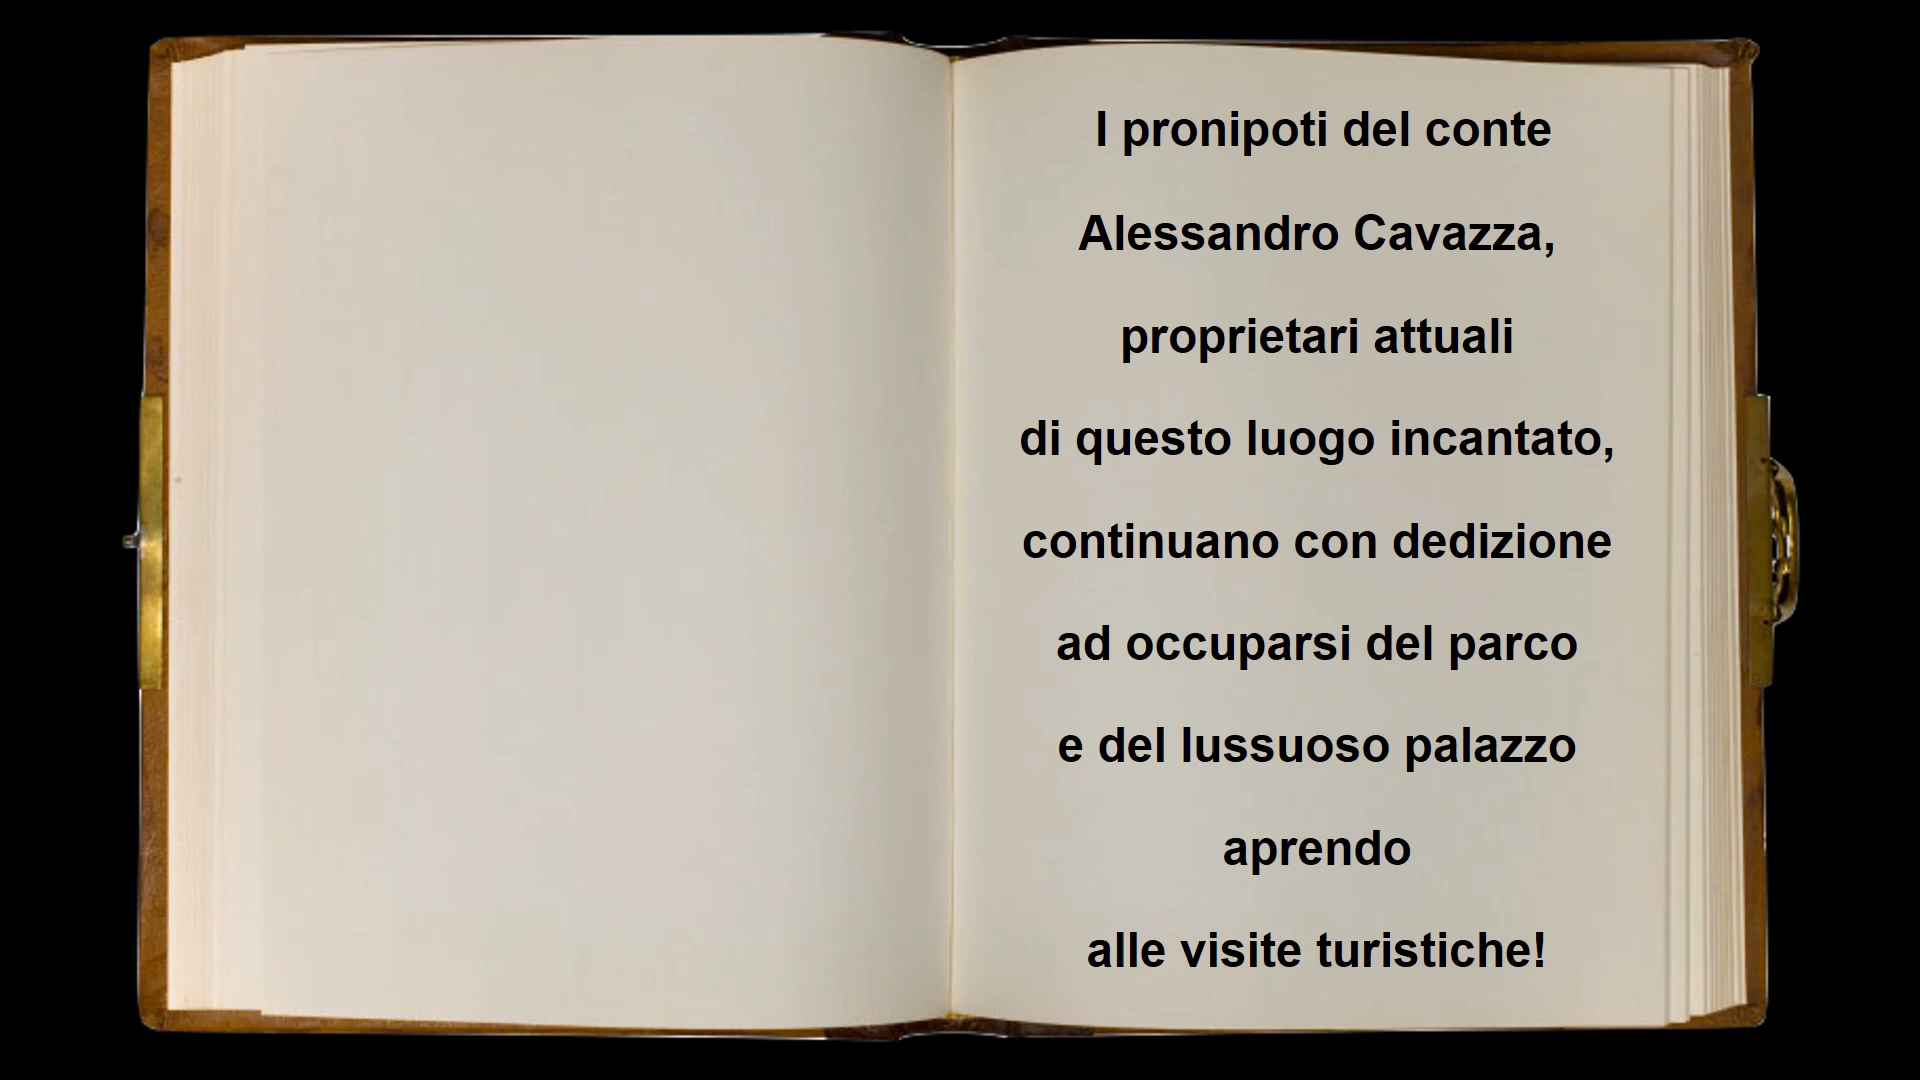 I pronipoti del conte
Alessandro Cavazza,
proprietari attuali
di questo luogo incantato,
continuano con dedizione
ad occuparsi del parco
e del lussuoso palazzo
aprendo
alle visite turistiche!